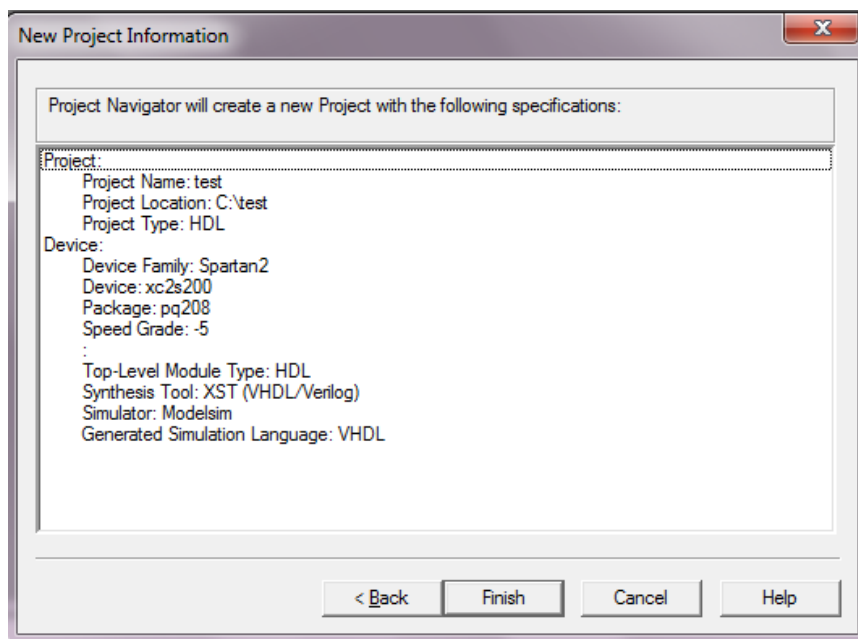 New Project Information
Project Navigator will create a new Project with the following specifications:
Project:
Project Name: test
Project Location: C:\test
Project Type: HDL
Device:
Device Family: Spartan2
Device: xc2s200
Package: pq208
Speed Grade: -5
:
Top-Level Module Type: HDL
Synthesis Tool: XST (VHDL/Verilog)
Simulator: Modelsim
Generated Simulation Language: VHDL
< Back Finish Cancel Help